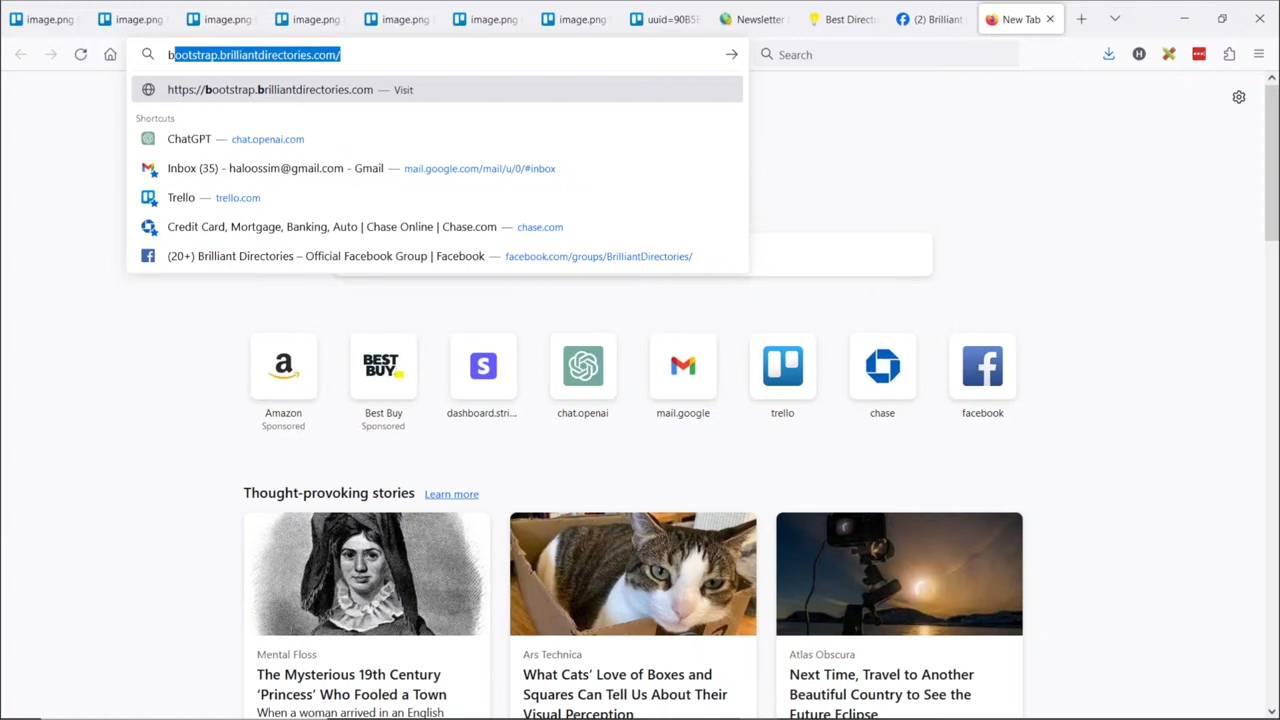 image.png
image.png
image.png
image.png
image.png
image.png
image.png
uuid=90B5
Newsletter
Best Direct
(2) Brilliant
New Tab
bootstrap.brilliantdirectories.com/
Search
https://bootstrap.brilliantdirectories.com — Visit
Shortcuts
ChatGPT — chat.openai.com
Inbox (35) - haloossim@gmail.com - Gmail — mail.google.com/mail/u/0/#inbox
Trello — trello.com
Credit Card, Mortgage, Banking, Auto | Chase Online | Chase.com — chase.com
(20+) Brilliant Directories – Official Facebook Group | Facebook — facebook.com/groups/BrilliantDirectories/
BEST BUY
S
Amazon
Sponsored
Best Buy
Sponsored
dashboard.stri...
chat.openai
mail.google
trello
chase
facebook
Thought-provoking stories Learn more
Mental Floss
The Mysterious 19th Century
‘Princess’ Who Fooled a Town
When a woman arrived in an English
Ars Technica
What Cats’ Love of Boxes and
Squares Can Tell Us About Their
Visual Perception
Atlas Obscura
Next Time, Travel to Another
Beautiful Country to See the
Future Eclipse